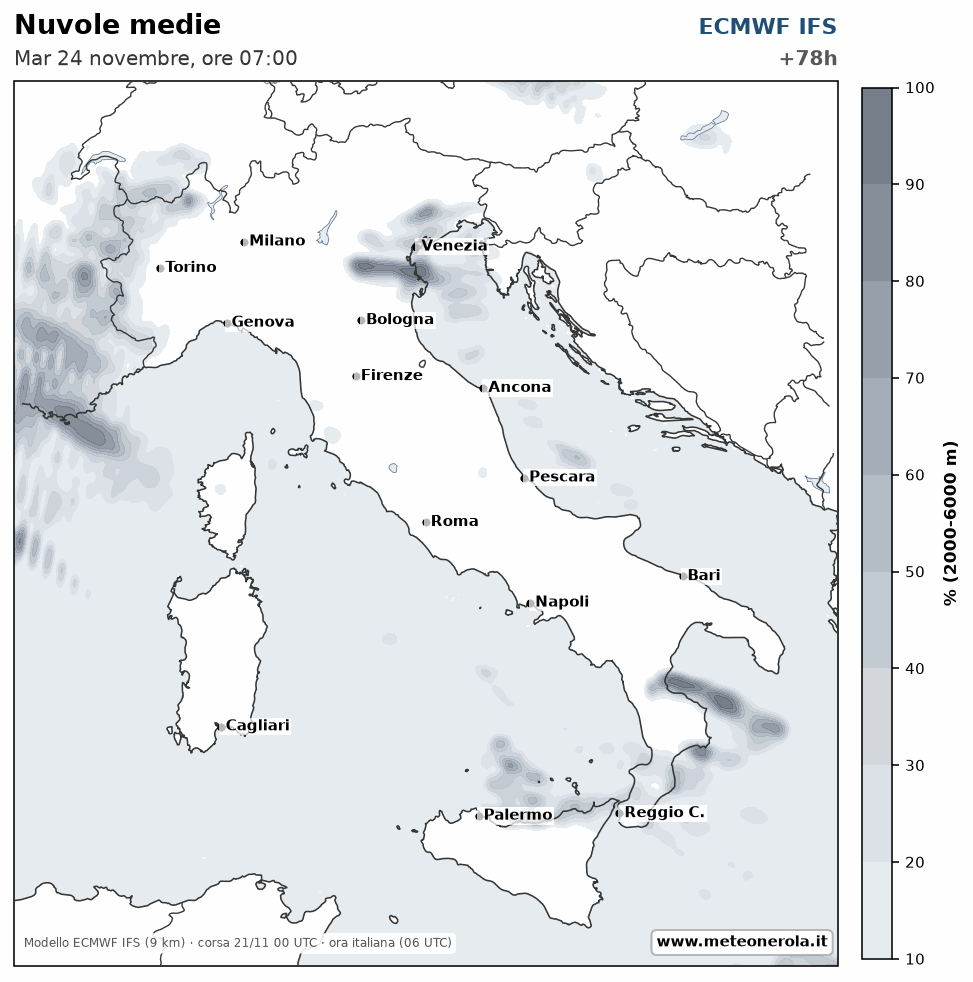 Nuvole medie
ECMWF IFS
Mar 24 novembre, ore 07:00
+78h
100
90
80
70
60
50
40
30
20
10
% (2000-6000 m)
Milano
Venezia
Torino
Genova
Bologna
Firenze
Ancona
Pescara
Roma
Bari
Napoli
Cagliari
Palermo
Reggio C.
Modello ECMWF IFS (9 km) · corsa 21/11 00 UTC · ora italiana (06 UTC)
www.meteonerola.it